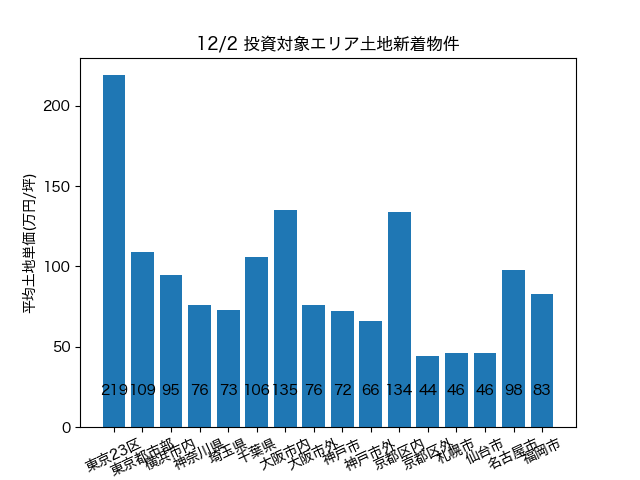 12/2 投資対象エリア土地新着物件
平均土地単価(万円/坪)
200
150
100
50
0
219 109 95 76 73 106 135 76 72 66 134 44 46 46 98 83
東京23区 東京都市部 横浜市内 神奈川県 埼玉県 千葉県 大阪市内 大阪市外 神戸市 神戸市外 京都区内 京都区外 札幌市 仙台市 名古屋市 福岡市